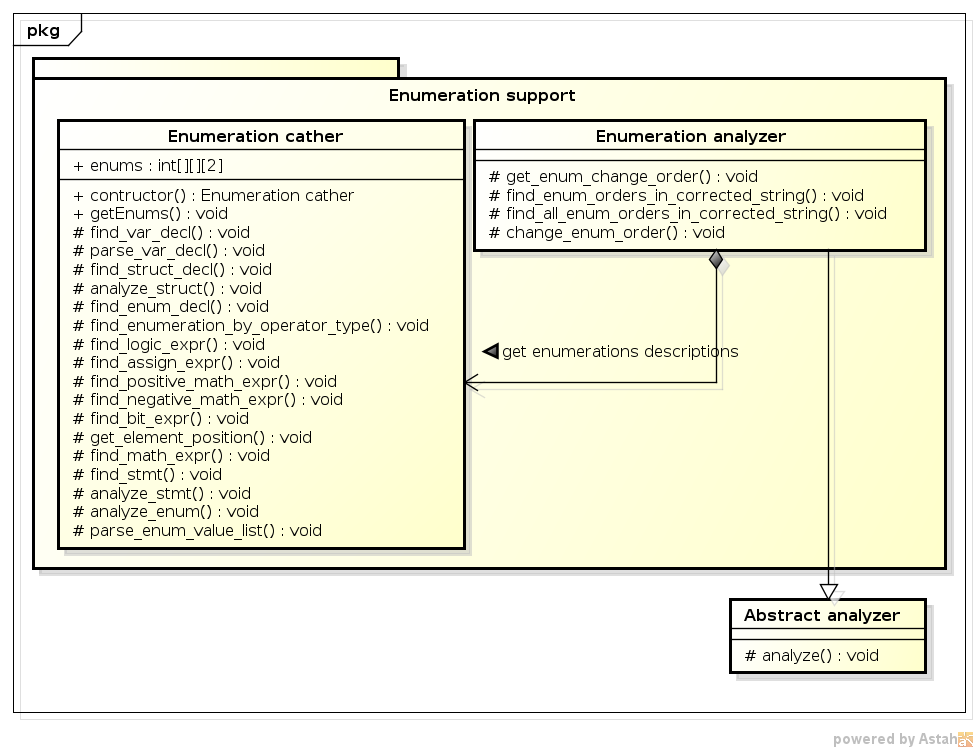 pkg
Enumeration support
Enumeration cather
+ enums : int[][][2]
+ contructor() : Enumeration cather
+ getEnums() : void
# find_var_decl() : void
# parse_var_decl() : void
# find_struct_decl() : void
# analyze_struct() : void
# find_enum_decl() : void
# find_enumeration_by_operator_type() : void
# find_logic_expr() : void
# find_assign_expr() : void
# find_positive_math_expr() : void
# find_negative_math_expr() : void
# find_bit_expr() : void
# get_element_position() : void
# find_math_expr() : void
# find_stmt() : void
# analyze_stmt() : void
# analyze_enum() : void
# parse_enum_value_list() : void
Enumeration analyzer
# get_enum_change_order() : void
# find_enum_orders_in_corrected_string() : void
# find_all_enum_orders_in_corrected_string() : void
# change_enum_order() : void
get enumerations descriptions
Abstract analyzer
# analyze() : void
powered by Astah